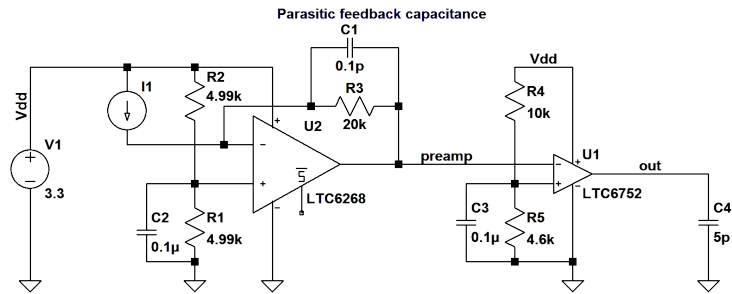 Parasitic feedback capacitance
C1
0.1p
R3
20k
Vdd
V1
3.3
I1
R2
4.99k
U2
LTC6268
C2
0.1µ
R1
4.99k
preamp
Vdd
R4
10k
U1
LTC6752
C3
0.1µ
R5
4.6k
out
C4
5p